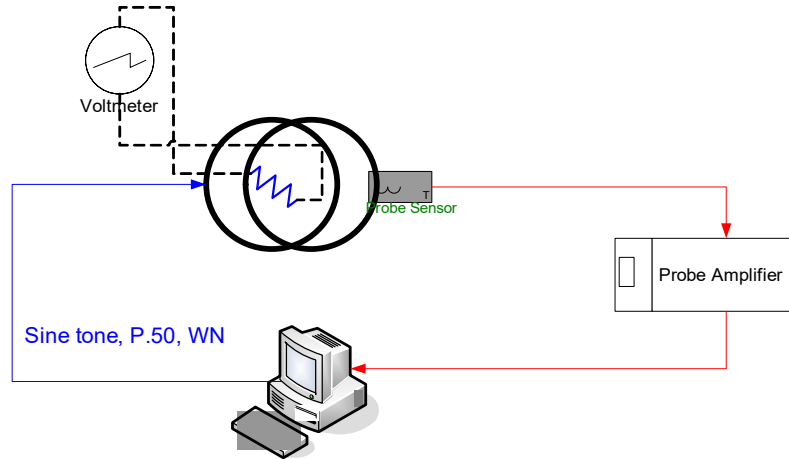 Voltmeter
T
Probe Sensor
Probe Amplifier
Sine tone, P.50, WN